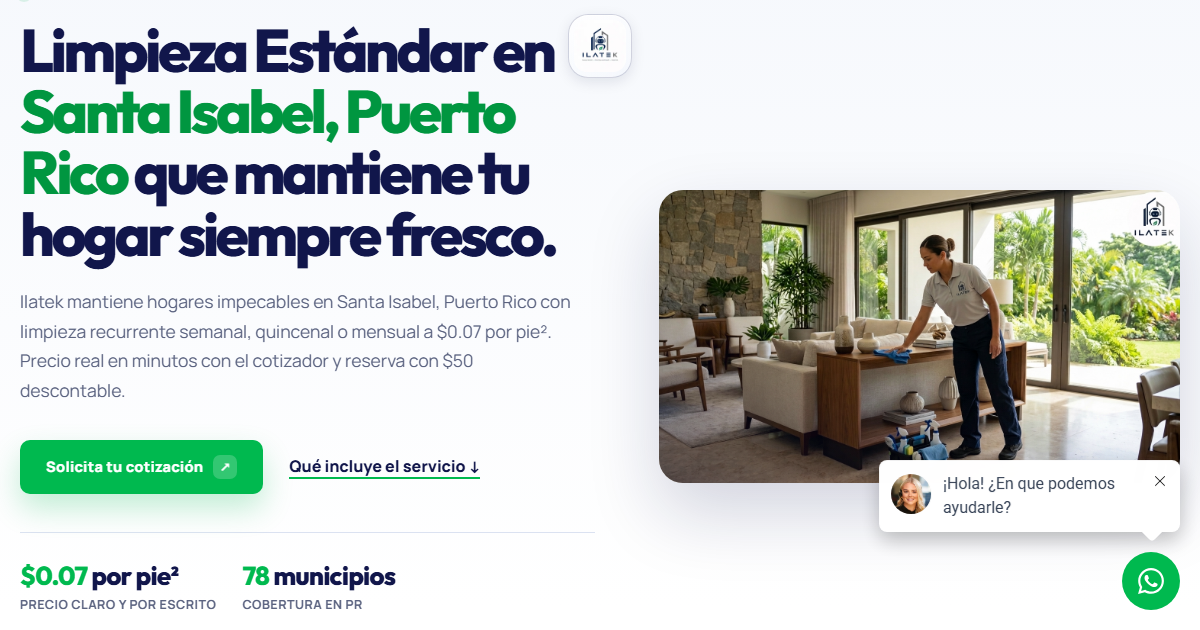 Limpieza Estándar en
ILATEK
Santa Isabel, Puerto
Rico que mantiene tu
hogar siempre fresco.
Ilatek mantiene hogares impecables en Santa Isabel, Puerto Rico con
limpieza recurrente semanal, quincenal o mensual a $0.07 por pie².
Precio real en minutos con el cotizador y reserva con $50
descontable.
Solicita tu cotización ↗
Qué incluye el servicio ↓
$0.07 por pie²
PRECIO CLARO Y POR ESCRITO
78 municipios
COBERTURA EN PR
ILATEK
ILATEK
¡Hola! ¿En que podemos
ayudarle?